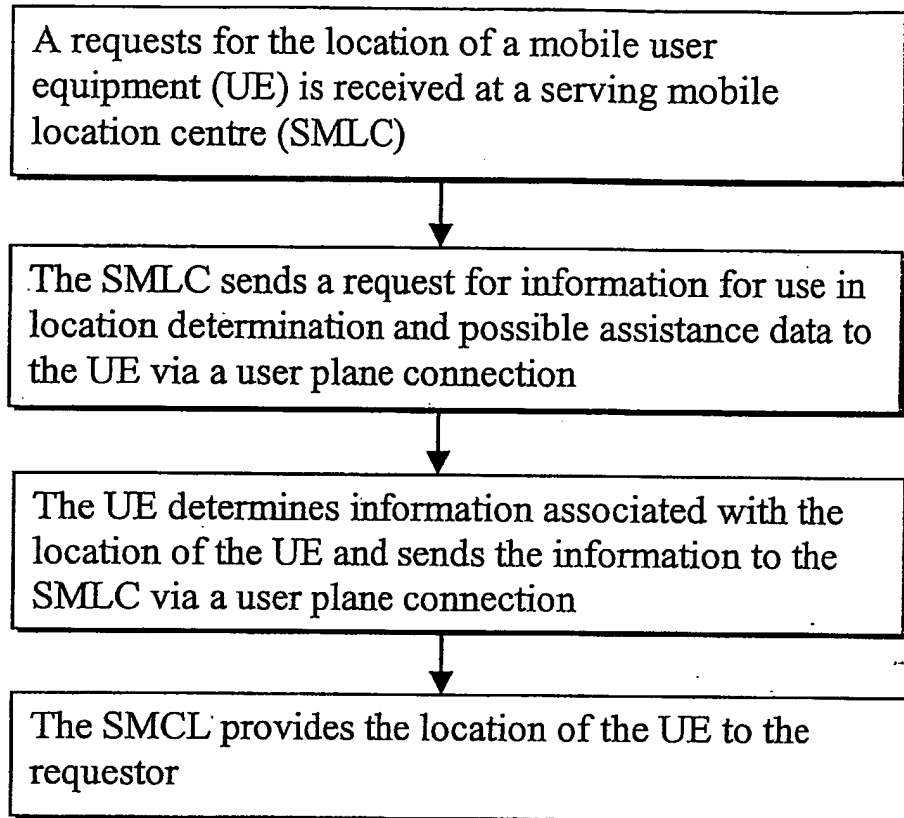 A requests for the location of a mobile user
equipment (UE) is received at a serving mobile
location centre (SMLC)
The SMLC sends a request for information for use in
location determination and possible assistance data to
the UE via a user plane connection
The UE determines information associated with the
location of the UE and sends the information to the
SMLC via a user plane connection
The SMCL provides the location of the UE to the
requestor